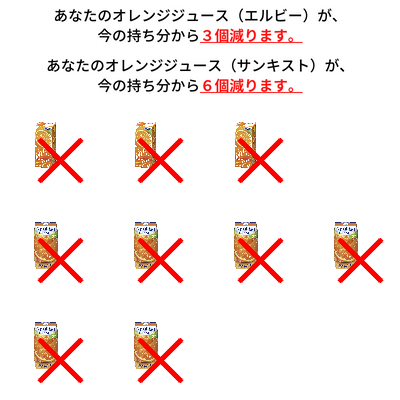 あなたのオレンジジュース（エルビー）が、
今の持ち分から３個減ります。
あなたのオレンジジュース（サンキスト）が、
今の持ち分から６個減ります。